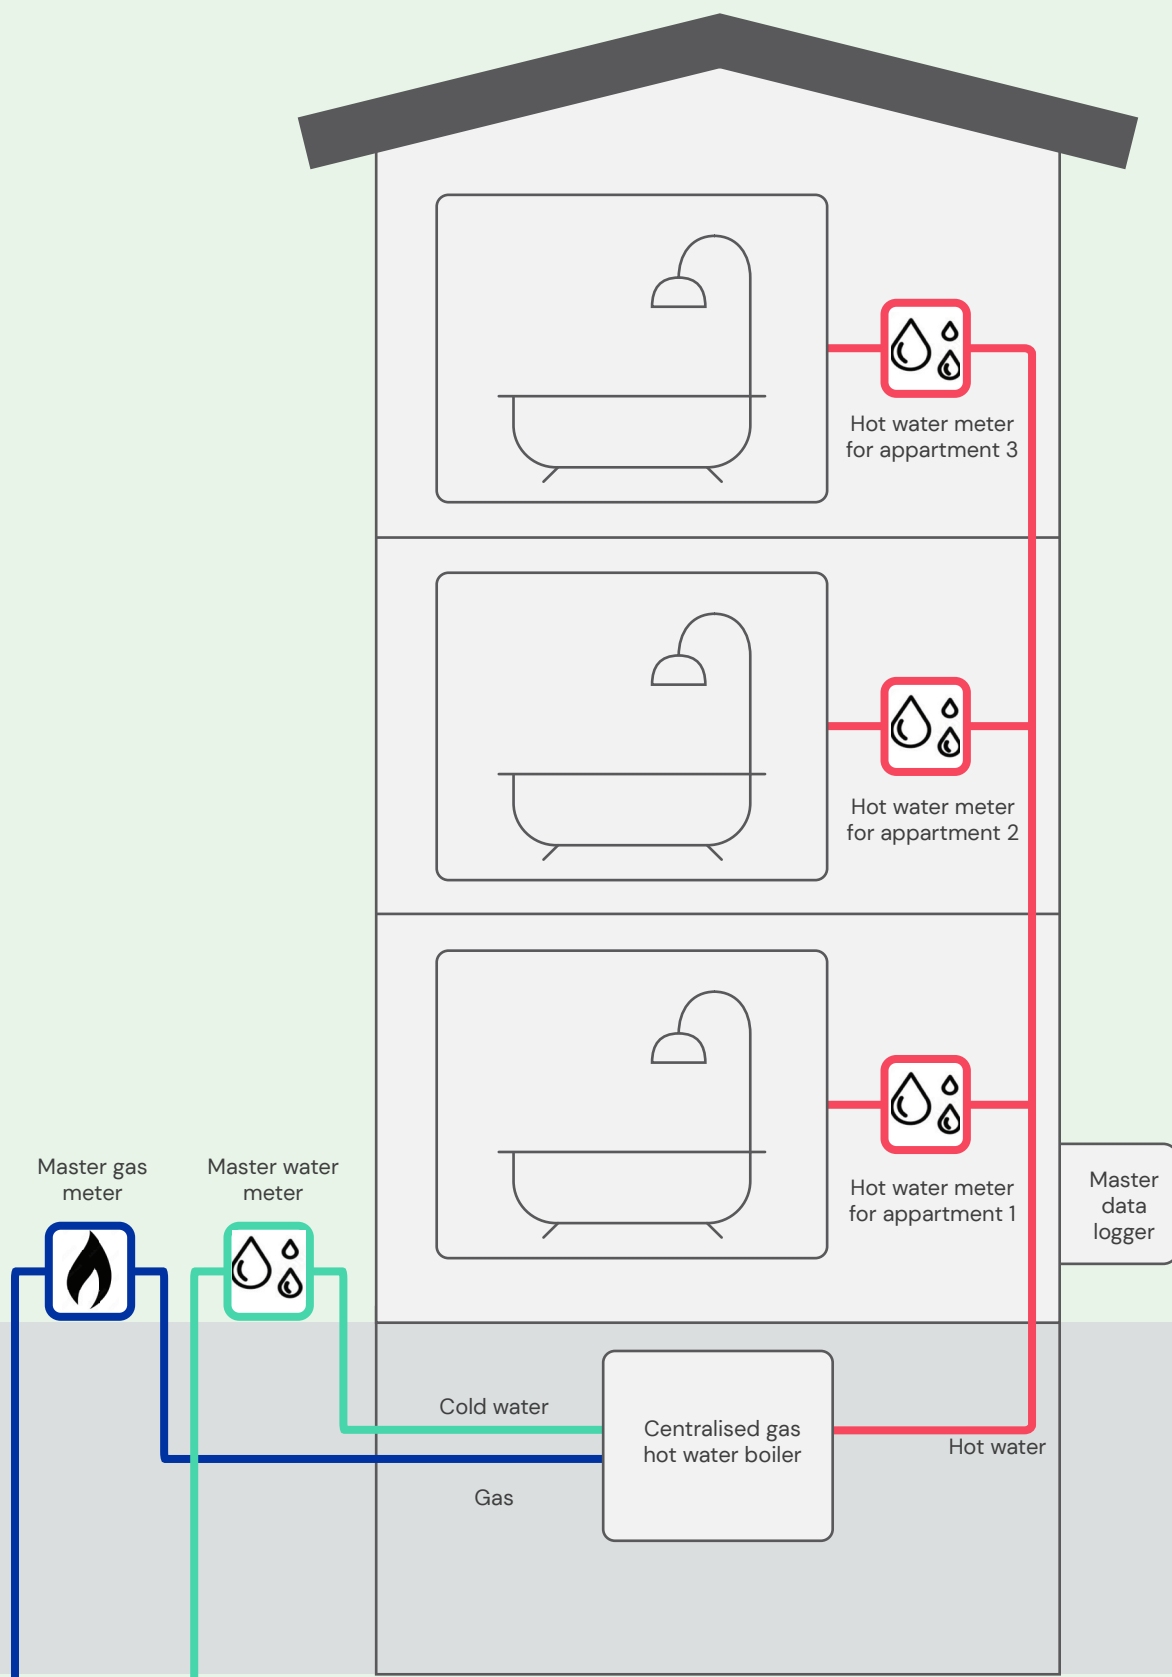 Hot water meter
for appartment 3
Hot water meter
for appartment 2
Hot water meter
for appartment 1
Master gas
meter
Master water
meter
Master
data
logger
Cold water
Gas
Centralised gas
hot water boiler
Hot water